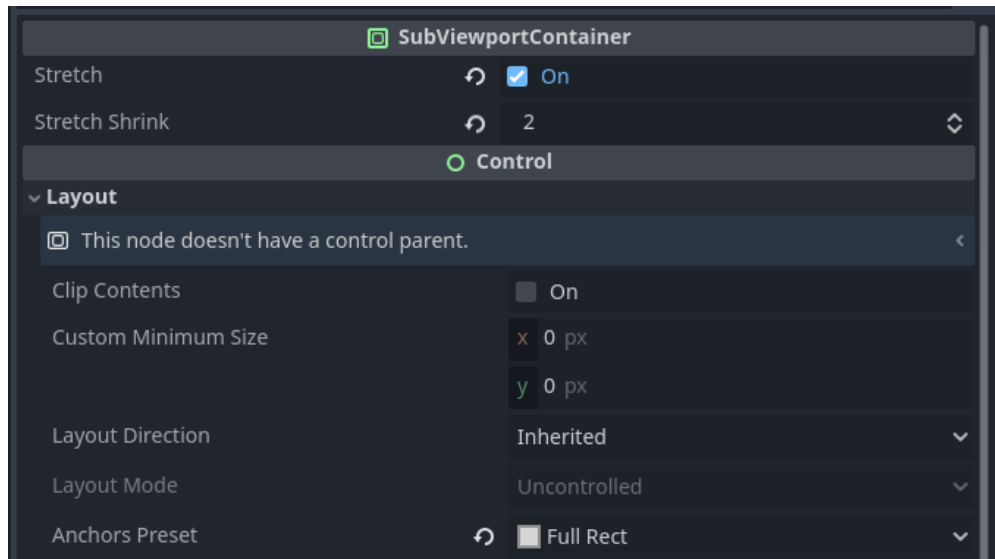 SubViewportContainer
Stretch On
Stretch Shrink 2
Control
Layout
This node doesn't have a control parent.
Clip Contents On
Custom Minimum Size x 0 px
y 0 px
Layout Direction Inherited
Layout Mode Uncontrolled
Anchors Preset Full Rect